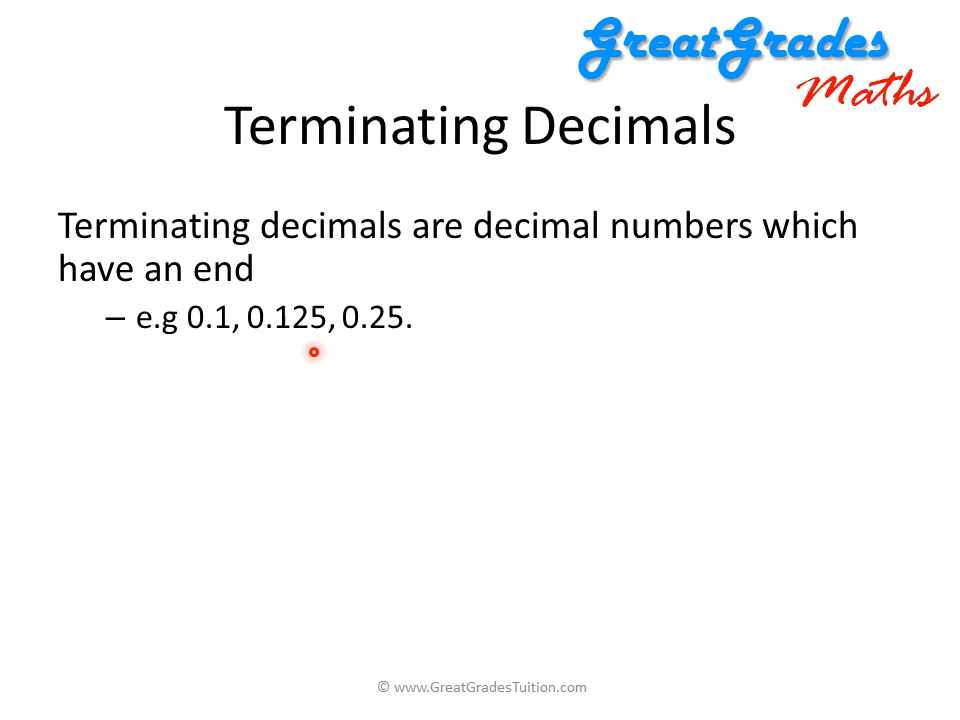 GreatGrades
Maths
Terminating Decimals
Terminating decimals are decimal numbers which
have an end
– e.g 0.1, 0.125, 0.25.
© www.GreatGradesTuition.com